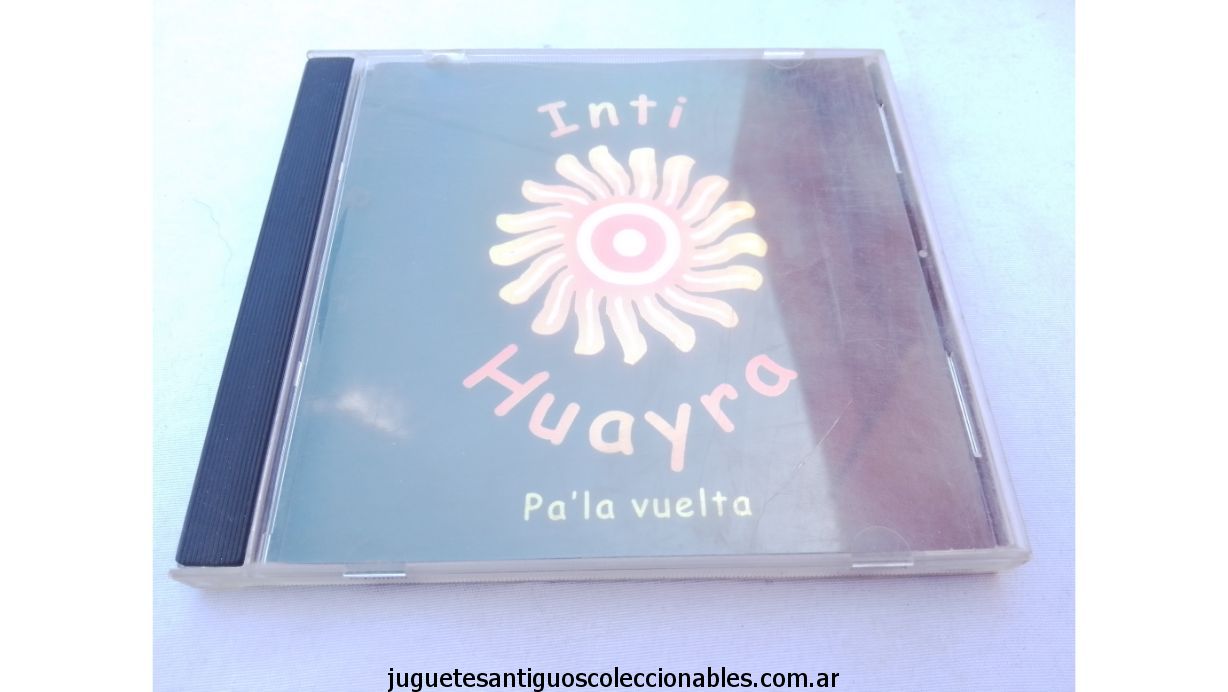 Inti
Huayra
Pa'la vuelta
juguetesantiguoscoleccionables.com.ar